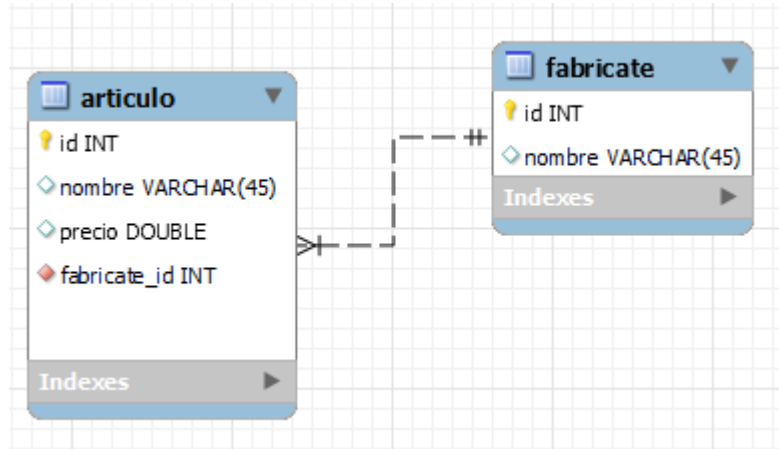 articulo
id INT
nombre VARCHAR(45)
precio DOUBLE
fabricate_id INT
Indexes
fabricate
id INT
nombre VARCHAR(45)
Indexes